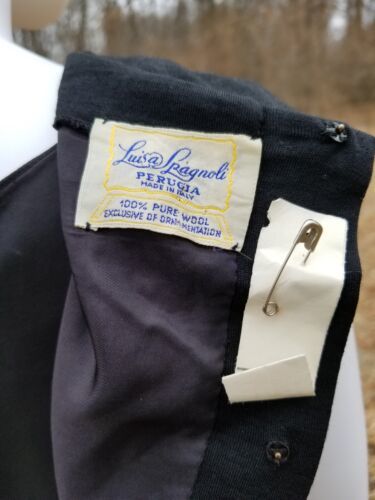 Luisa Spagnoli
PERUGIA
MADE IN ITALY
100% PURE WOOL
EXCLUSIVE OF ORNAMENTATION